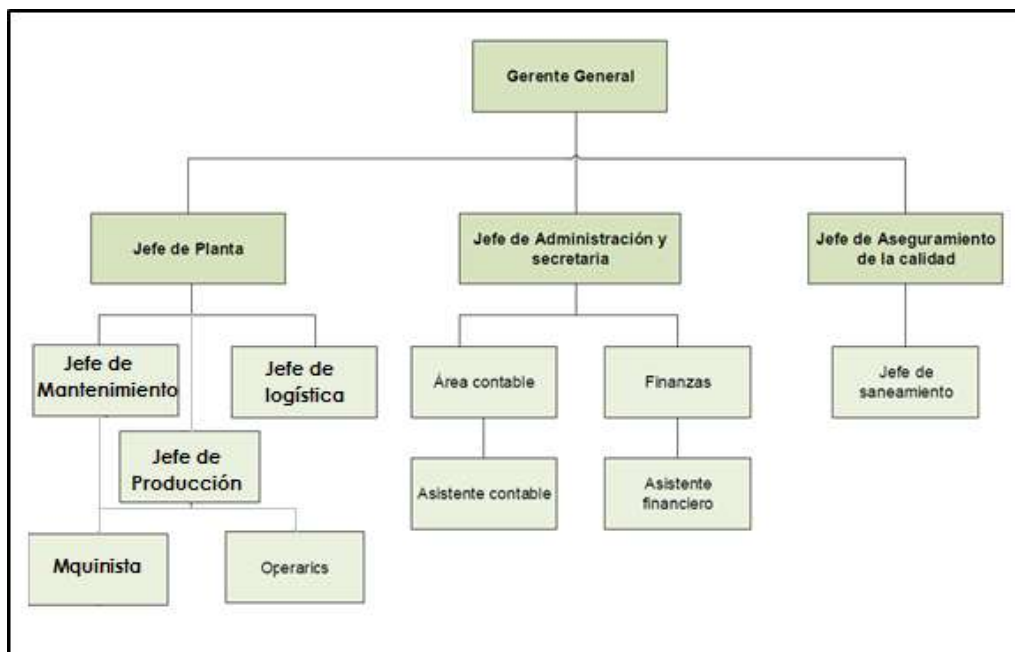 Gerente General
Jefe de Planta
Jefe de Administración y
secretaria
Jefe de Aseguramiento
de la calidad
Jefe de
Mantenimiento
Jefe de
logística
Área contable
Finanzas
Jefe de
saneamiento
Jefe de
Producción
Asistente contable
Asistente
financiero
Mquinista
Operarics